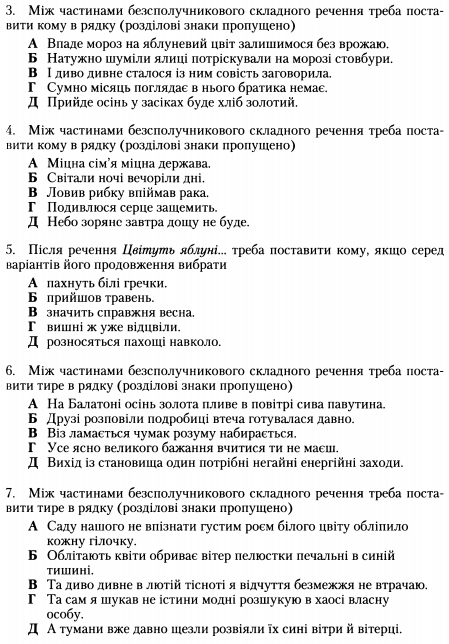 3. Між частинами безсполучникового складного речення треба поста-
вити кому в рядку (розділові знаки пропущено)
А Впаде мороз на яблуневий цвіт залишимося без врожаю.
Б Натужно шуміли ялиці потріскували на морозі стовбури.
В І диво дивне сталося із ним совість заговорила.
Г Сумно місяць поглядає в нього братика немає.
Д Прийде осінь у засіках буде хліб золотий.
4. Між частинами безсполучникового складного речення треба поста-
вити кому в рядку (розділові знаки пропущено)
А Міцна сім’я міцна держава.
Б Світали ночі вечоріли дні.
В Ловив рибку впіймав рака.
Г Подивлюся серце защемить.
Д Небо зоряне завтра дощу не буде.
5. Після речення Цвітуть яблуні... треба поставити кому, якщо серед
варіантів його продовження вибрати
А пахнуть білі гречки.
Б прийшов травень.
В значить справжня весна.
Г вишні ж уже відцвіли.
Д розносяться пахощі навколо.
6. Між частинами безсполучникового складного речення треба поста-
вити тире в рядку (розділові знаки пропущено)
А На Балатоні осінь золота пливе в повітрі сива павутина.
Б Друзі розповіли подробиці втеча готувалася давно.
В Віз ламається чумак розуму набирається.
Г Усе ясно великого бажання вчитися ти не маєш.
Д Вихід із становища один потрібні негайні енергійні заходи.
7. Між частинами безсполучникового складного речення треба поста-
вити тире в рядку (розділові знаки пропущено)
А Саду нашого не впізнати густим роєм білого цвіту обліпило
кожну гілочку.
Б Облітають квіти обриває вітер пелюстки печальні в синій
тишині.
В Та диво дивне в лютій тісноті я відчуття безмежжя не втрачаю.
Г Та сам я шукав не істини модні розшукую в хаосі власну
особу.
Д А тумани вже давно щезли розвіяли їх сині вітри й вітерці.